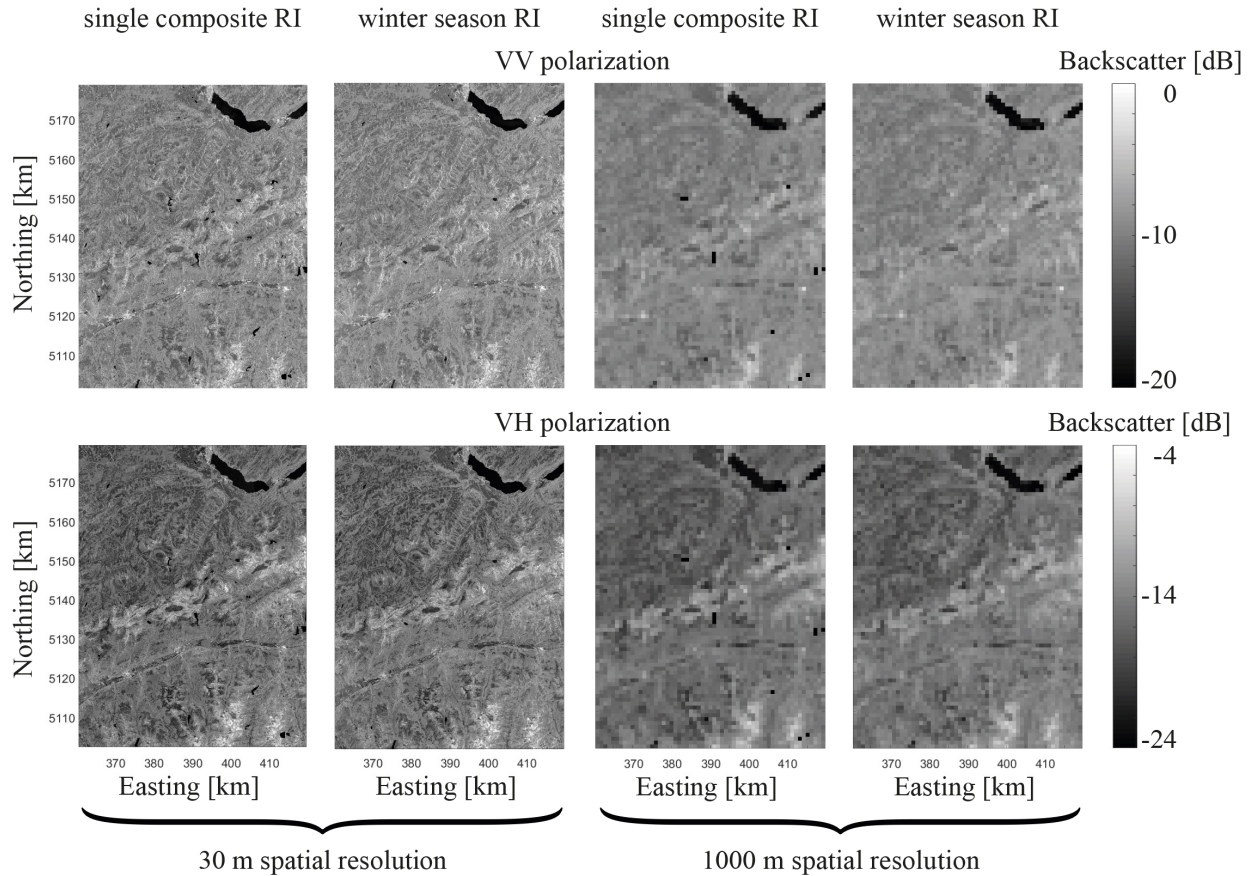 single composite RI
winter season RI
single composite RI
winter season RI
VV polarization
Backscatter [dB]
0
-10
-20
Northing [km]
5170
5160
5150
5140
5130
5120
5110
VH polarization
Backscatter [dB]
-4
-14
-24
Northing [km]
5170
5160
5150
5140
5130
5120
5110
370 380 390 400 410
370 380 390 400 410
370 380 390 400 410
370 380 390 400 410
Easting [km]
Easting [km]
Easting [km]
Easting [km]
30 m spatial resolution
1000 m spatial resolution